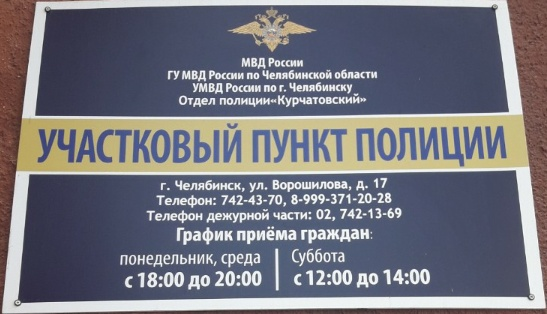 МВД России
ГУ МВД России по Челябинской области
УМВД России по г. Челябинску
Отдел полиции«Курчатовский»
УЧАСТКОВЫЙ ПУНКТ ПОЛИЦИИ
г. Челябинск, ул. Ворошилова, д. 17
Телефон: 742-43-70, 8-999-371-20-28
Телефон дежурной части: 02, 742-13-69
График приёма граждан:
понедельник, среда
с 18:00 до 20:00
Суббота
с 12:00 до 14:00